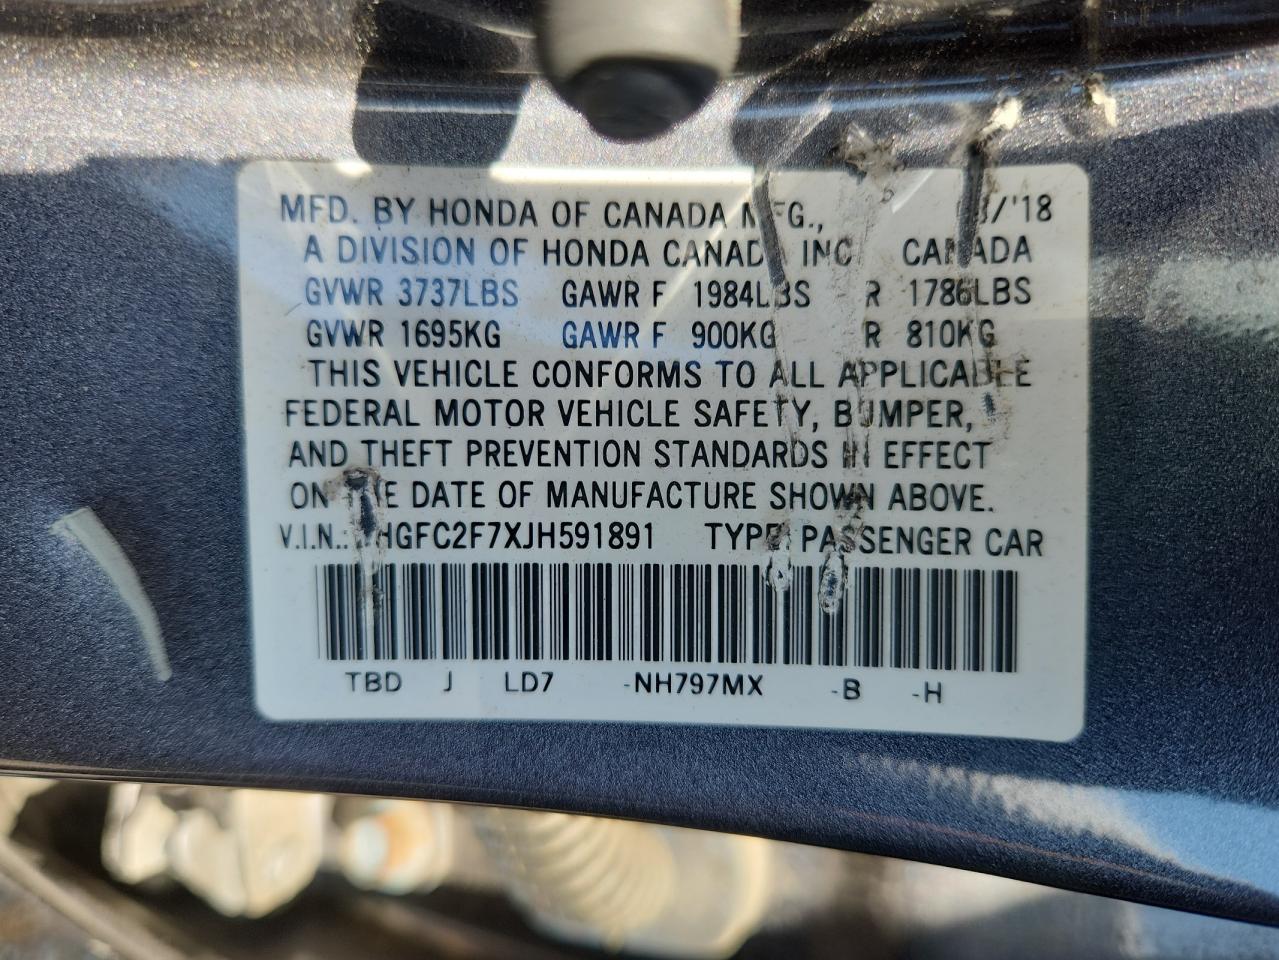 MFD. BY HONDA OF CANADA MFG., /'18
A DIVISION OF HONDA CANADA INC CANADA
GVWR 3737LBS GAWR F 1984LBS R 1786LBS
GVWR 1695KG GAWR F 900KG R 810KG
THIS VEHICLE CONFORMS TO ALL APPLICABLE
FEDERAL MOTOR VEHICLE SAFETY, BUMPER,
AND THEFT PREVENTION STANDARDS IN EFFECT
ON THE DATE OF MANUFACTURE SHOWN ABOVE.
V.I.N.: HGFC2F7XJH591891 TYPE: PASSENGER CAR
TBD J LD7 -NH797MX -B -H